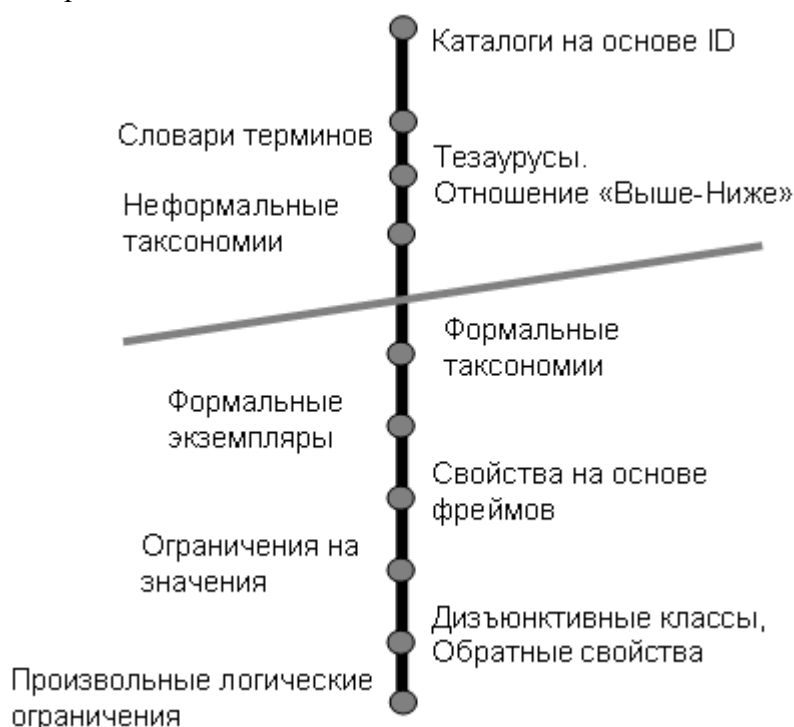 Каталоги на основе ID
Словари терминов
Тезаурусы.
Отношение «Выше-Ниже»
Неформальные
таксономии
Формальные
таксономии
Формальные
экземпляры
Свойства на основе
фреймов
Ограничения на
значения
Дизъюнктивные классы,
Обратные свойства
Произвольные логические
ограничения